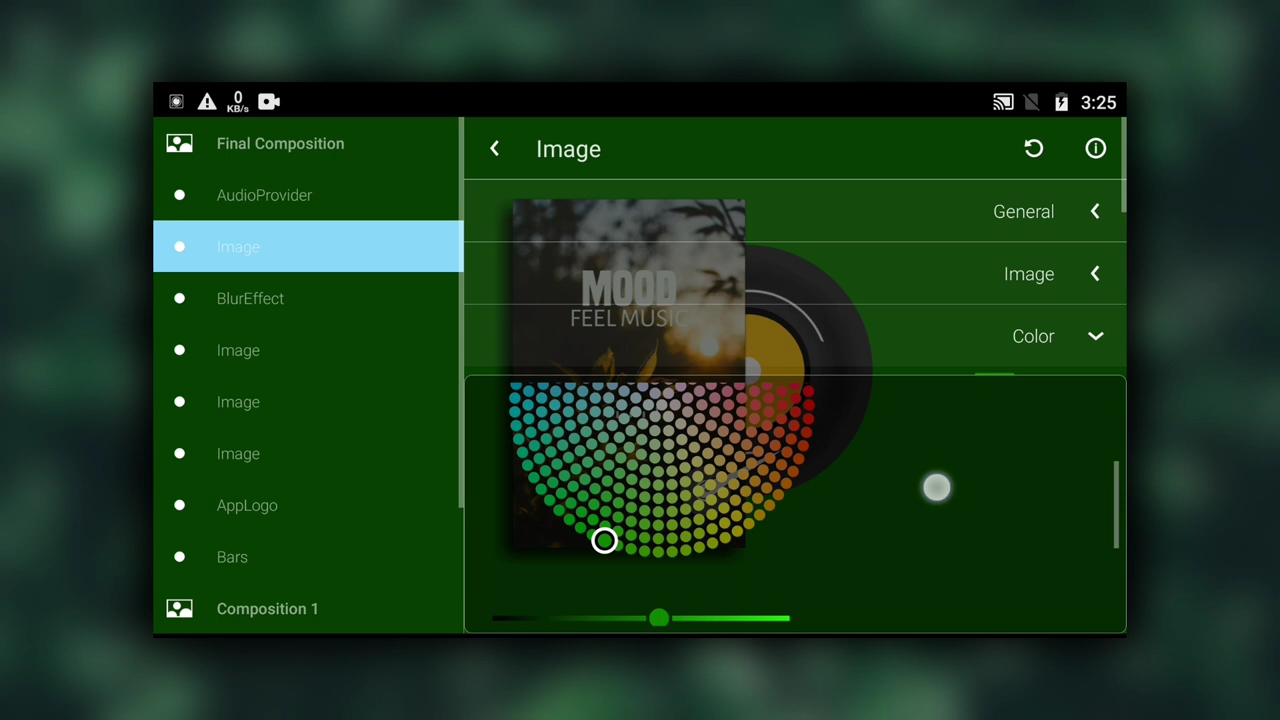 0
KB/s
3:25
Final Composition
AudioProvider
Image
BlurEffect
Image
Image
Image
AppLogo
Bars
Composition 1
Image
General
Image
Color
MOOD
FEEL MUSIC